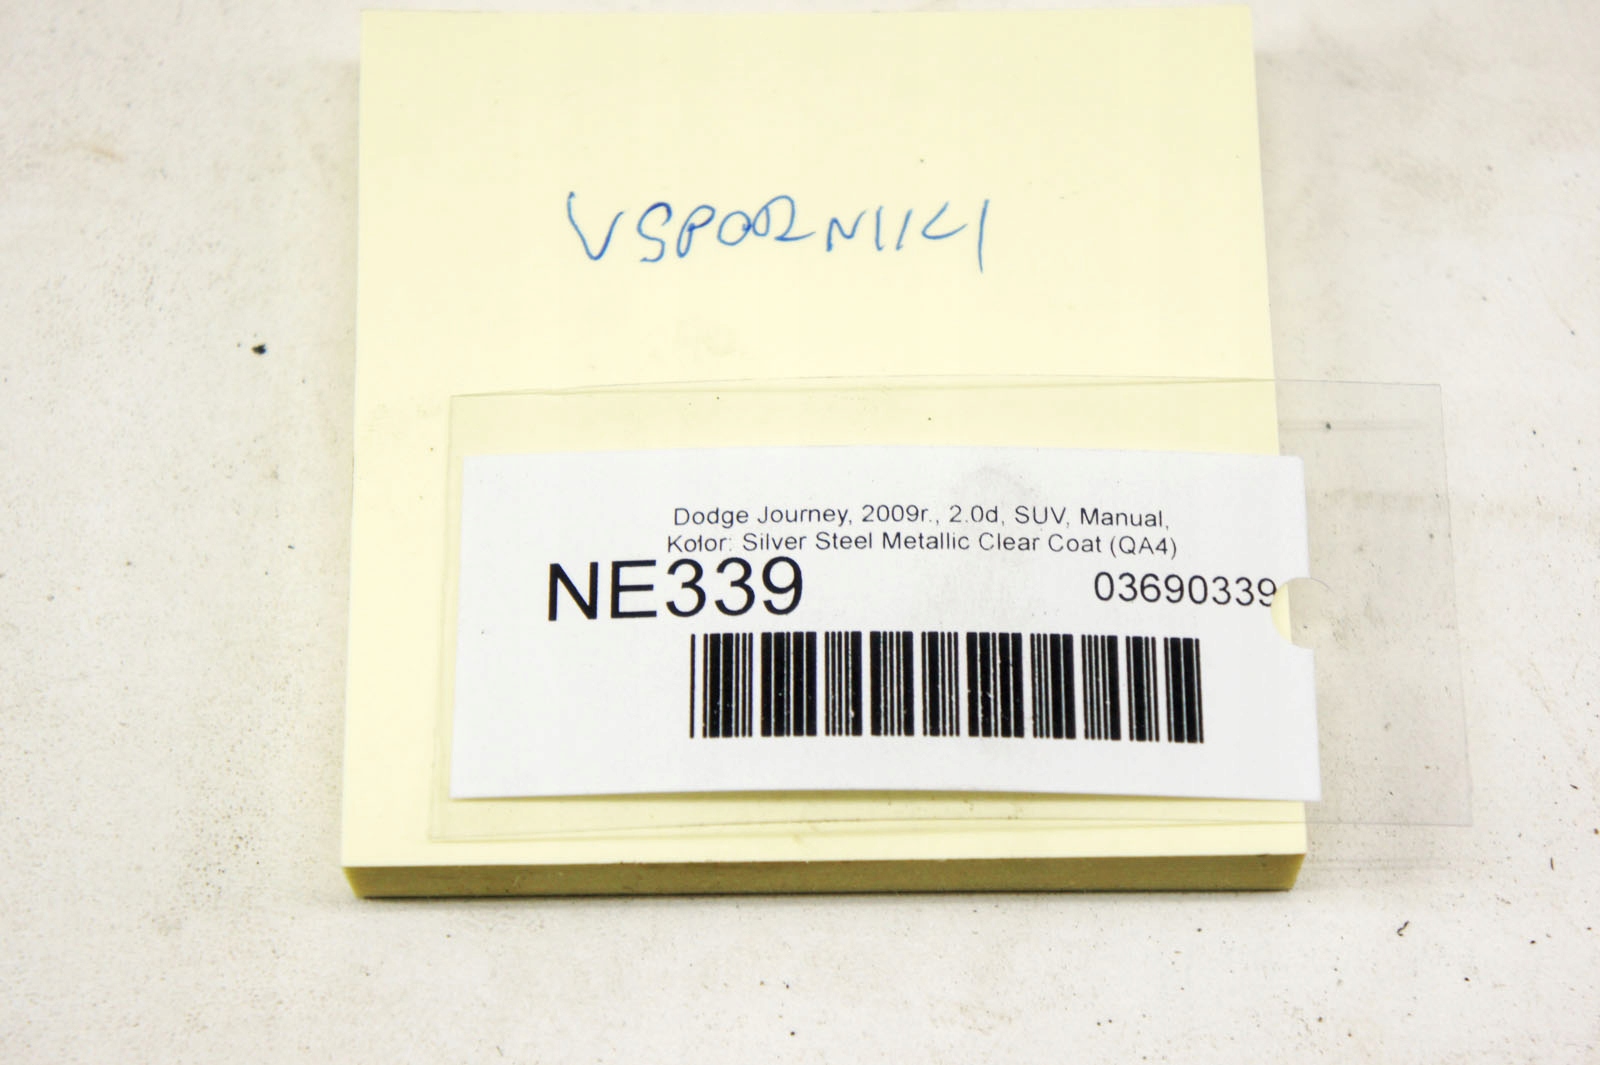 VSPORNIKI
Dodge Journey, 2009r., 2.0d, SUV, Manual,
Kolor: Silver Steel Metallic Clear Coat (QA4)
NE339 03690339